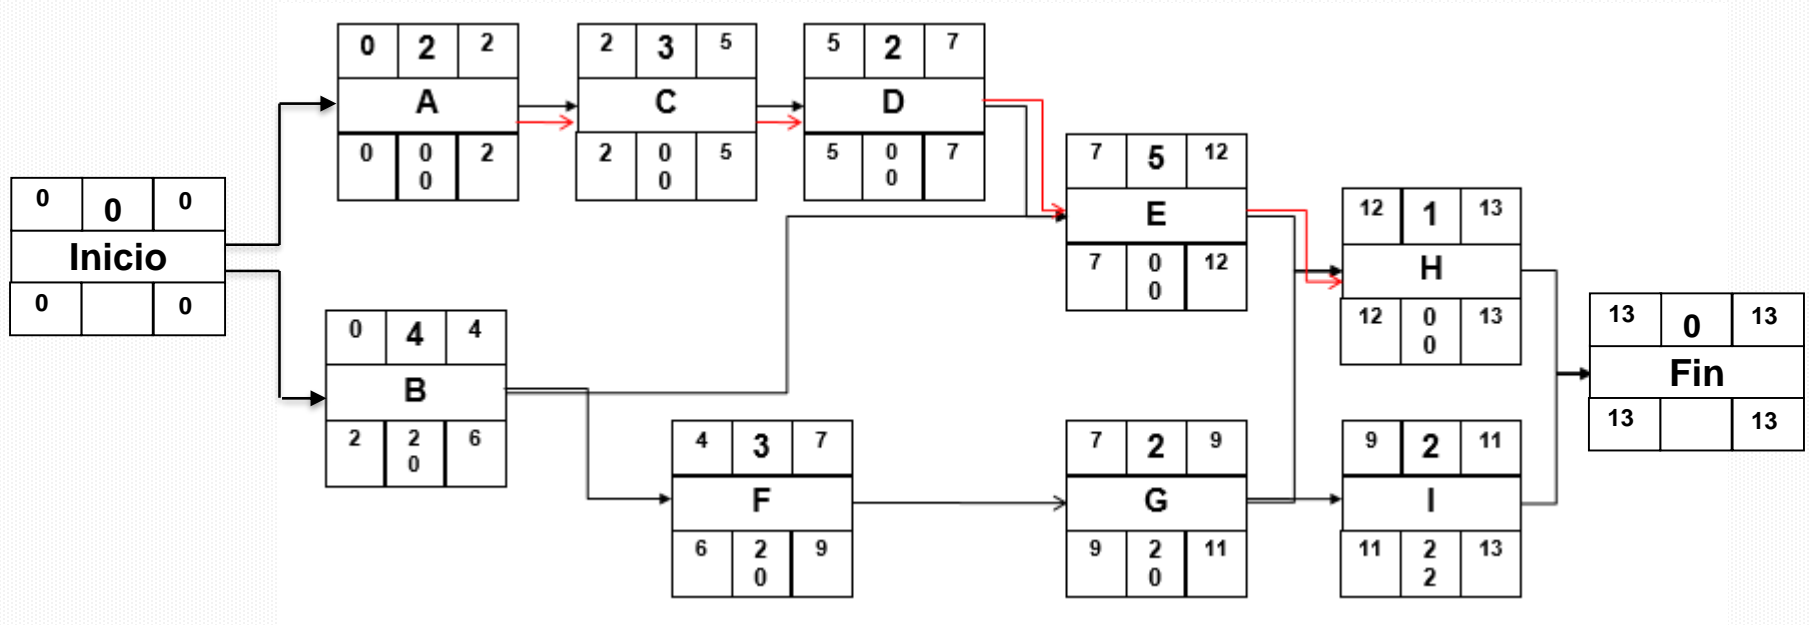 0 2 2
A
0 0 2
0
2 3 5
C
2 0 5
0
5 2 7
D
5 0 7
0
0 0 0
Inicio
0 0
7 5 12
E
7 0 12
0
12 1 13
H
12 0 13
0
13 0 13
Fin
13 13
0 4 4
B
2 2 6
0
4 3 7
F
6 2 9
0
7 2 9
G
9 2 11
0
9 2 11
I
11 2 13
2